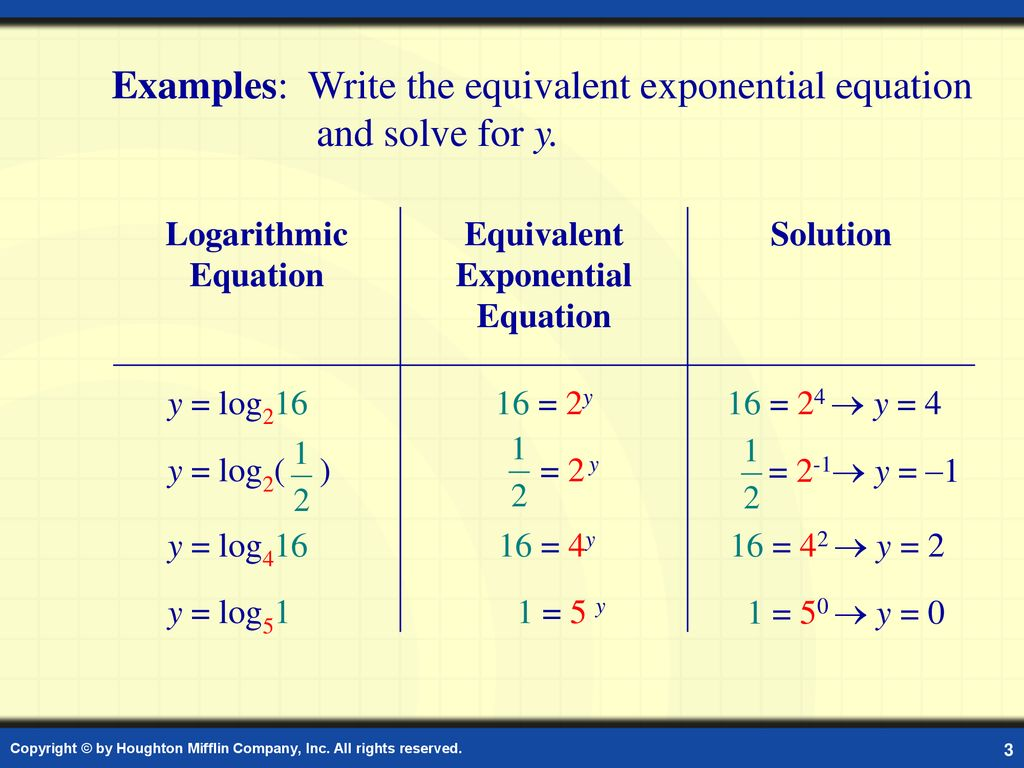 Examples: Write the equivalent exponential equation
and solve for y.
Logarithmic Equation | Equivalent Exponential Equation | Solution
y = log₂16 | 16 = 2ʸ | 16 = 2⁴ → y = 4
y = log₂( 1/2 ) | 1/2 = 2 ʸ | 1/2 = 2⁻¹ → y = –1
y = log₄16 | 16 = 4ʸ | 16 = 4² → y = 2
y = log₅1 | 1 = 5 ʸ | 1 = 5⁰ → y = 0
Copyright © by Houghton Mifflin Company, Inc. All rights reserved. 3